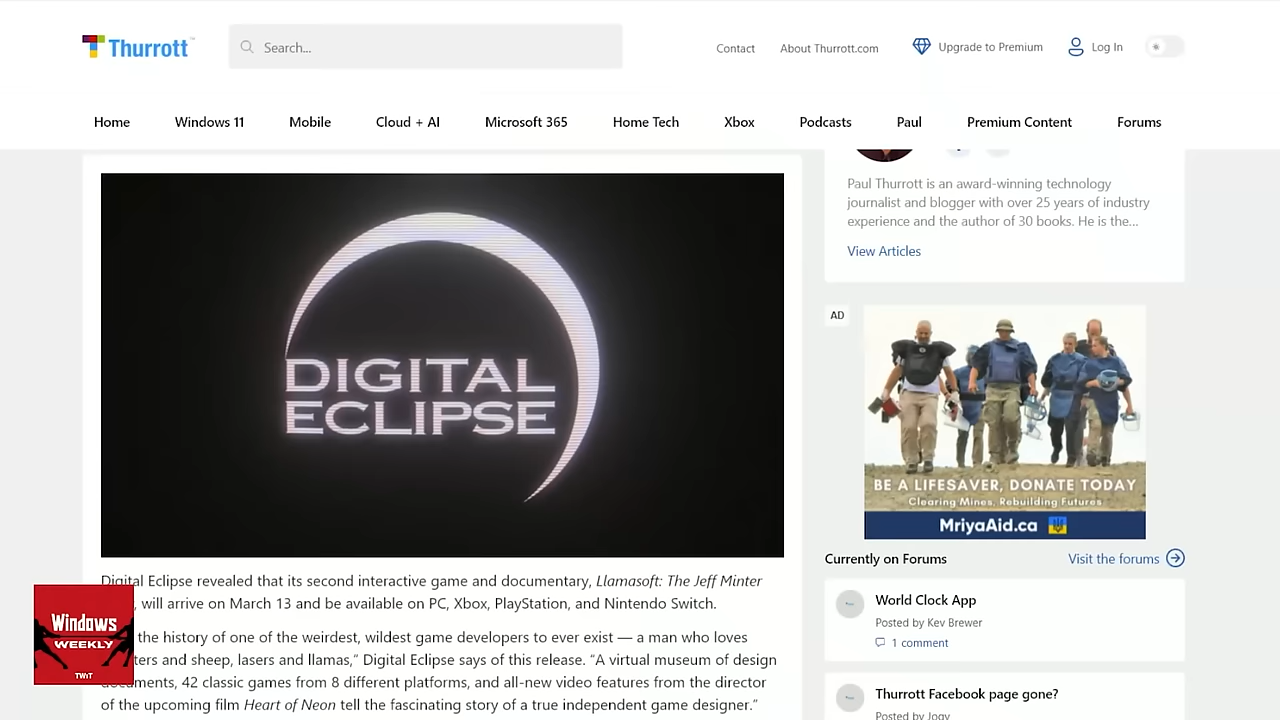 Thurrott
Search...
Contact
About Thurrott.com
Upgrade to Premium
Log In
Home
Windows 11
Mobile
Cloud + AI
Microsoft 365
Home Tech
Xbox
Podcasts
Paul
Premium Content
Forums
DIGITAL
ECLIPSE
Digital Eclipse revealed that its second interactive game and documentary, Llamasoft: The Jeff Minter
will arrive on March 13 and be available on PC, Xbox, PlayStation, and Nintendo Switch.
the history of one of the weirdest, wildest game developers to ever exist — a man who loves
and sheep, lasers and llamas,” Digital Eclipse says of this release. “A virtual museum of design
documents, 42 classic games from 8 different platforms, and all-new video features from the director
of the upcoming film Heart of Neon tell the fascinating story of a true independent game designer.”
Windows
WEEKLY
TWiT
Paul Thurrott is an award-winning technology
journalist and blogger with over 25 years of industry
experience and the author of 30 books. He is the...
View Articles
AD
BE A LIFESAVER, DONATE TODAY
Clearing Mines. Rebuilding Futures
MriyaAid.ca
Currently on Forums
Visit the forums
World Clock App
Posted by Kev Brewer
1 comment
Thurrott Facebook page gone?
Posted by Jogy